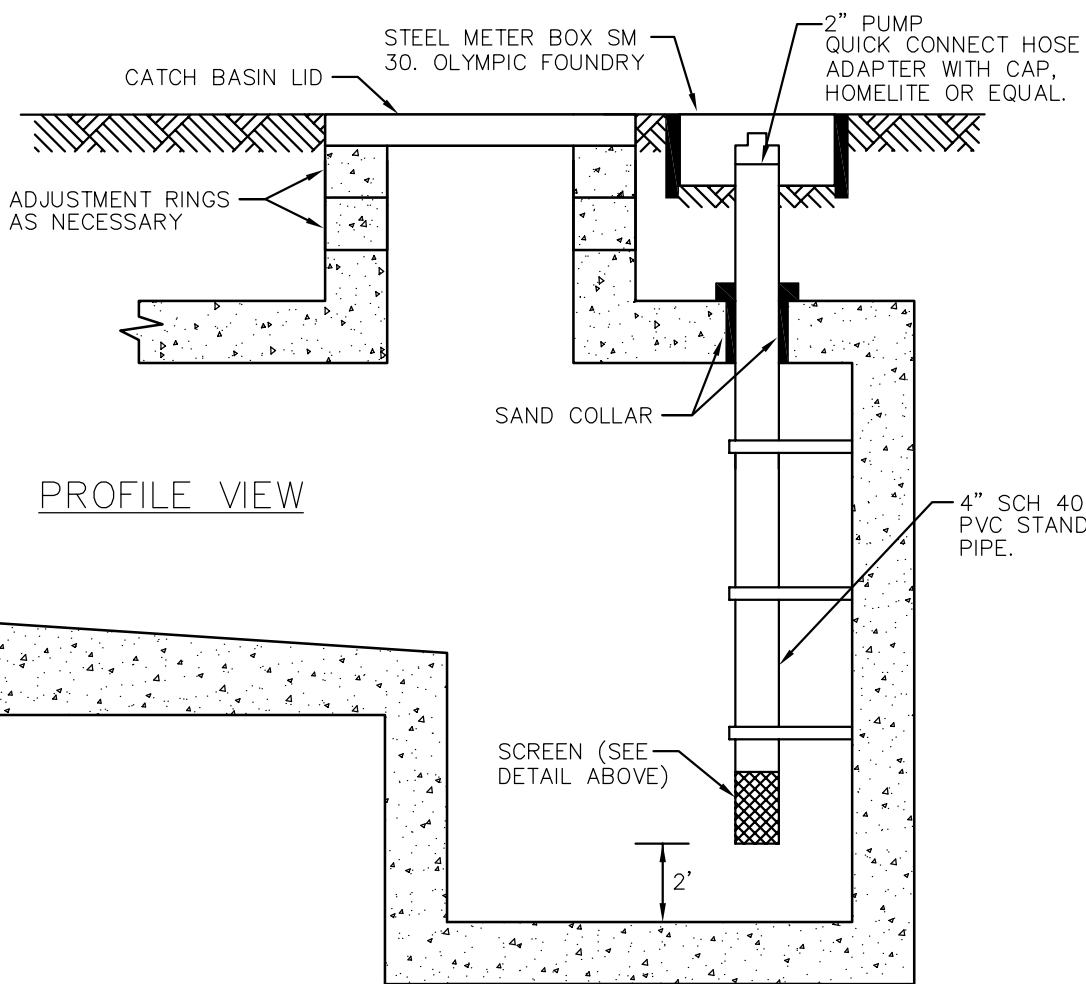 2” PUMP
QUICK CONNECT HOSE
ADAPTER WITH CAP,
HOMELITE OR EQUAL.
STEEL METER BOX SM
30. OLYMPIC FOUNDRY
CATCH BASIN LID
ADJUSTMENT RINGS
AS NECESSARY
SAND COLLAR
PROFILE VIEW
4” SCH 40
PVC STAND
PIPE.
SCREEN (SEE
DETAIL ABOVE)
2’